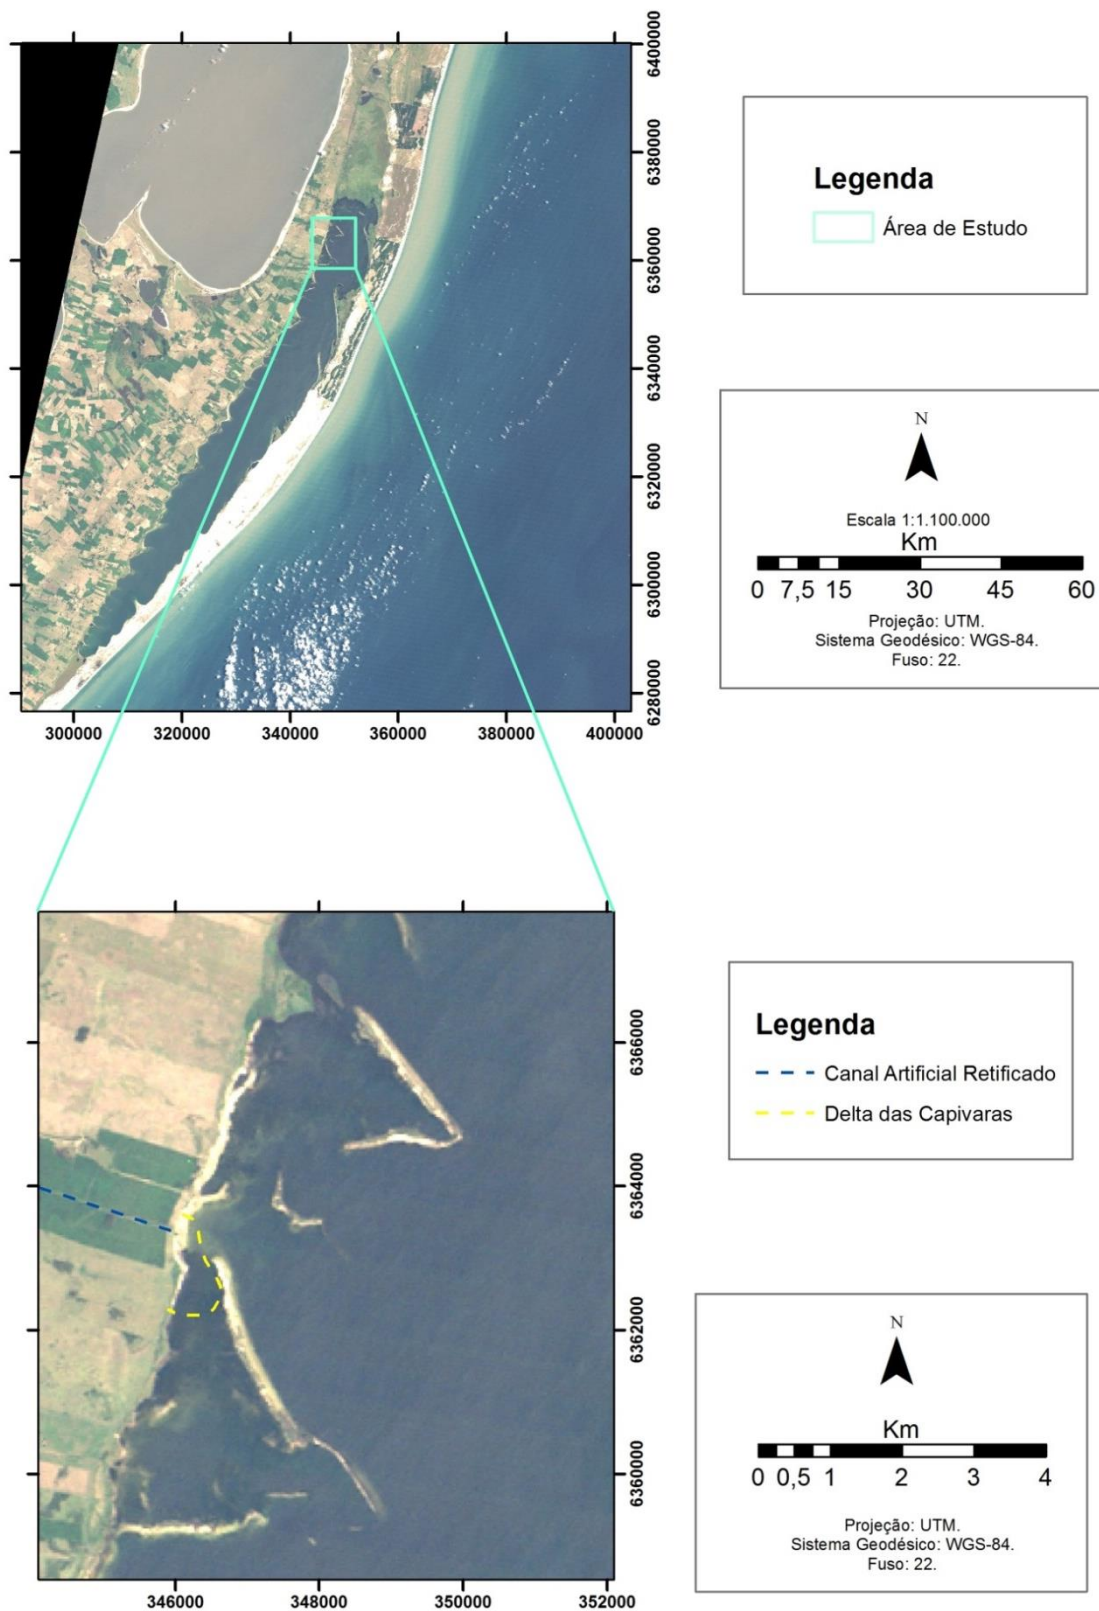 6400000
6380000
6360000
6340000
6320000
6300000
6280000
300000 320000 340000 360000 380000 400000
Legenda
Área de Estudo
N
Escala 1:1.100.000
Km
0 7,5 15 30 45 60
Projeção: UTM.
Sistema Geodésico: WGS-84.
Fuso: 22.
6366000
6364000
6362000
6360000
346000 348000 350000 352000
Legenda
Canal Artificial Retificado
Delta das Capivaras
N
Km
0 0,5 1 2 3 4
Projeção: UTM.
Sistema Geodésico: WGS-84.
Fuso: 22.